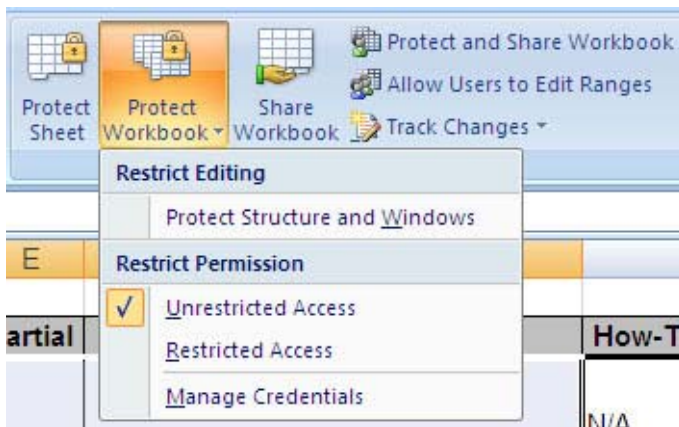 Protect and Share Workbook
Allow Users to Edit Ranges
Protect Sheet
Protect Workbook
Share Workbook
Track Changes
Restrict Editing
Protect Structure and Windows
E
Restrict Permission
Unrestricted Access
artial
How-T
Restricted Access
Manage Credentials
N/A